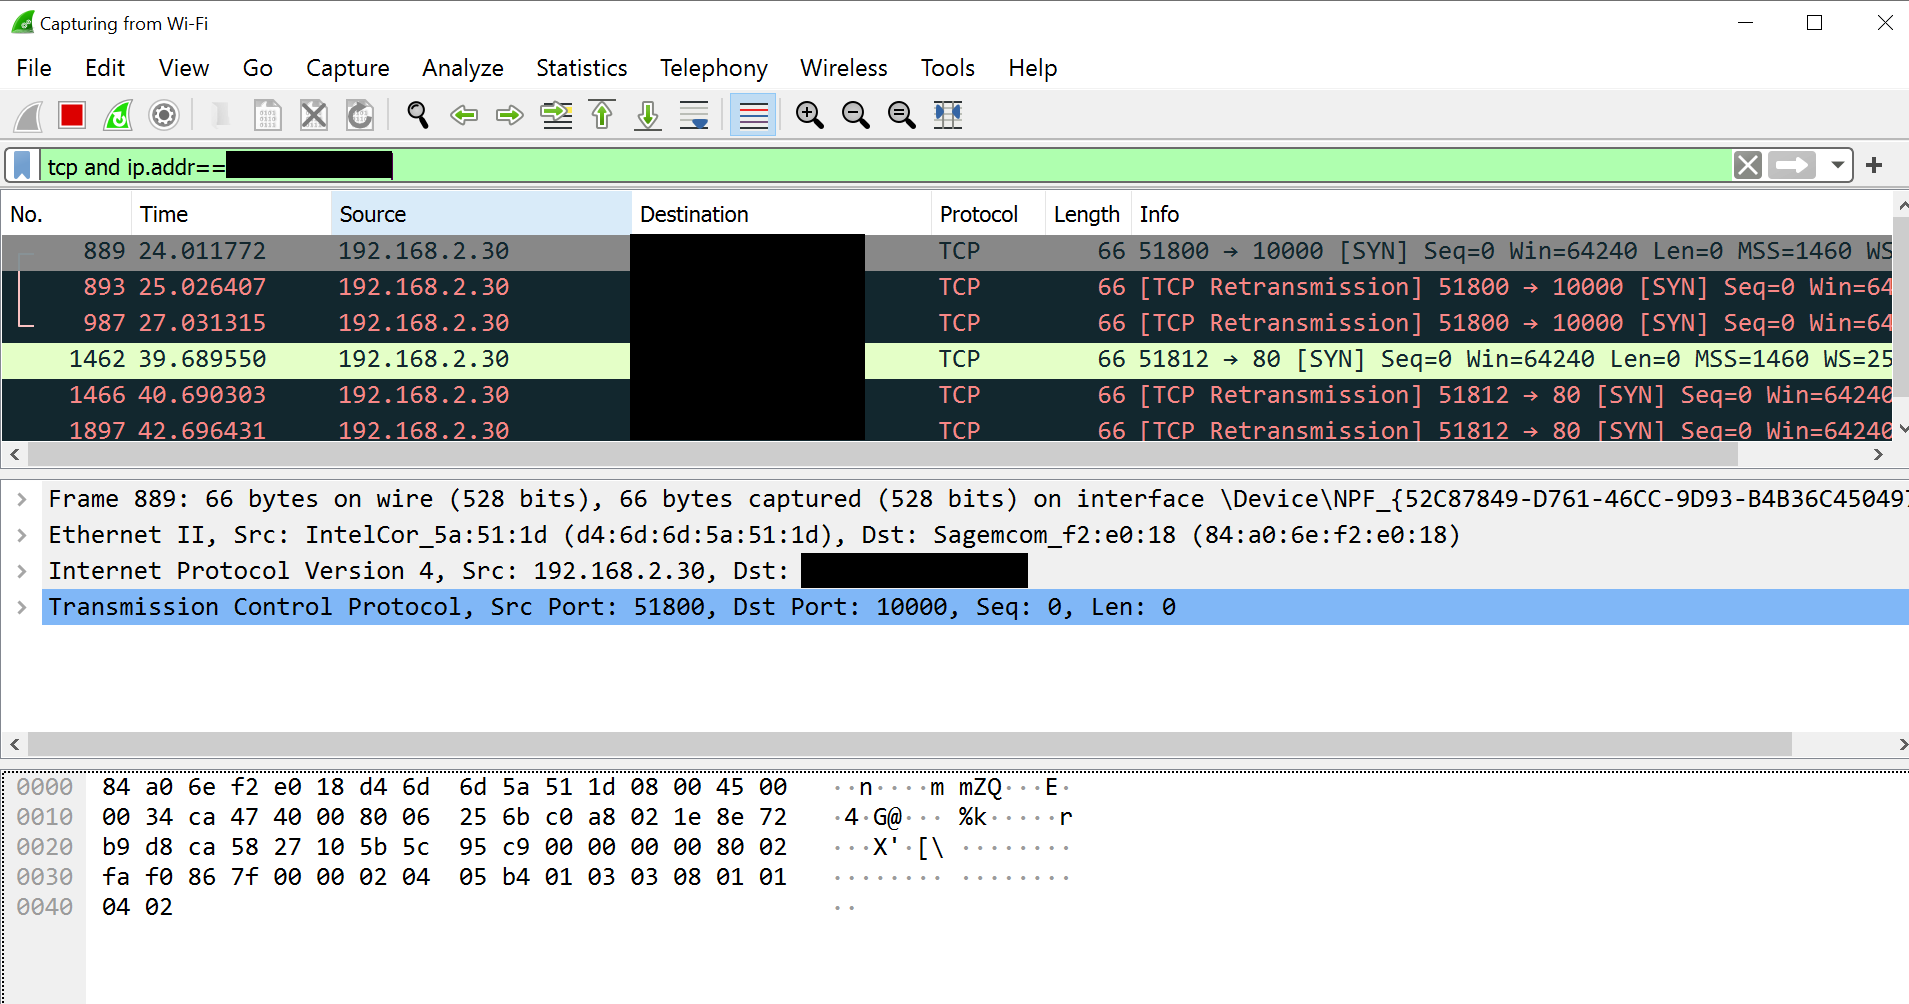 Capturing from Wi-Fi
File Edit View Go Capture Analyze Statistics Telephony Wireless Tools Help
tcp and ip.addr==
No. Time Source Destination Protocol Length Info
889 24.011772 192.168.2.30 TCP 66 51800 → 10000 [SYN] Seq=0 Win=64240 Len=0 MSS=1460 WS
893 25.026407 192.168.2.30 TCP 66 [TCP Retransmission] 51800 → 10000 [SYN] Seq=0 Win=64
987 27.031315 192.168.2.30 TCP 66 [TCP Retransmission] 51800 → 10000 [SYN] Seq=0 Win=64
1462 39.689550 192.168.2.30 TCP 66 51812 → 80 [SYN] Seq=0 Win=64240 Len=0 MSS=1460 WS=25
1466 40.690303 192.168.2.30 TCP 66 [TCP Retransmission] 51812 → 80 [SYN] Seq=0 Win=64240
1897 42.696431 192.168.2.30 TCP 66 [TCP Retransmission] 51812 → 80 [SYN] Seq=0 Win=64240
Frame 889: 66 bytes on wire (528 bits), 66 bytes captured (528 bits) on interface \Device\NPF_{52C87849-D761-46CC-9D93-B4B36C450497
Ethernet II, Src: IntelCor_5a:51:1d (d4:6d:6d:5a:51:1d), Dst: Sagemcom_f2:e0:18 (84:a0:6e:f2:e0:18)
Internet Protocol Version 4, Src: 192.168.2.30, Dst:
Transmission Control Protocol, Src Port: 51800, Dst Port: 10000, Seq: 0, Len: 0
0000 84 a0 6e f2 e0 18 d4 6d 6d 5a 51 1d 08 00 45 00 ··n····m mZQ···E·
0010 00 34 ca 47 40 00 80 06 25 6b c0 a8 02 1e 8e 72 ·4·G@··· %k·····r
0020 b9 d8 ca 58 27 10 5b 5c 95 c9 00 00 00 00 80 02 ···X'·[\ ········
0030 fa f0 86 7f 00 00 02 04 05 b4 01 03 03 08 01 01 ········ ········
0040 04 02 ··